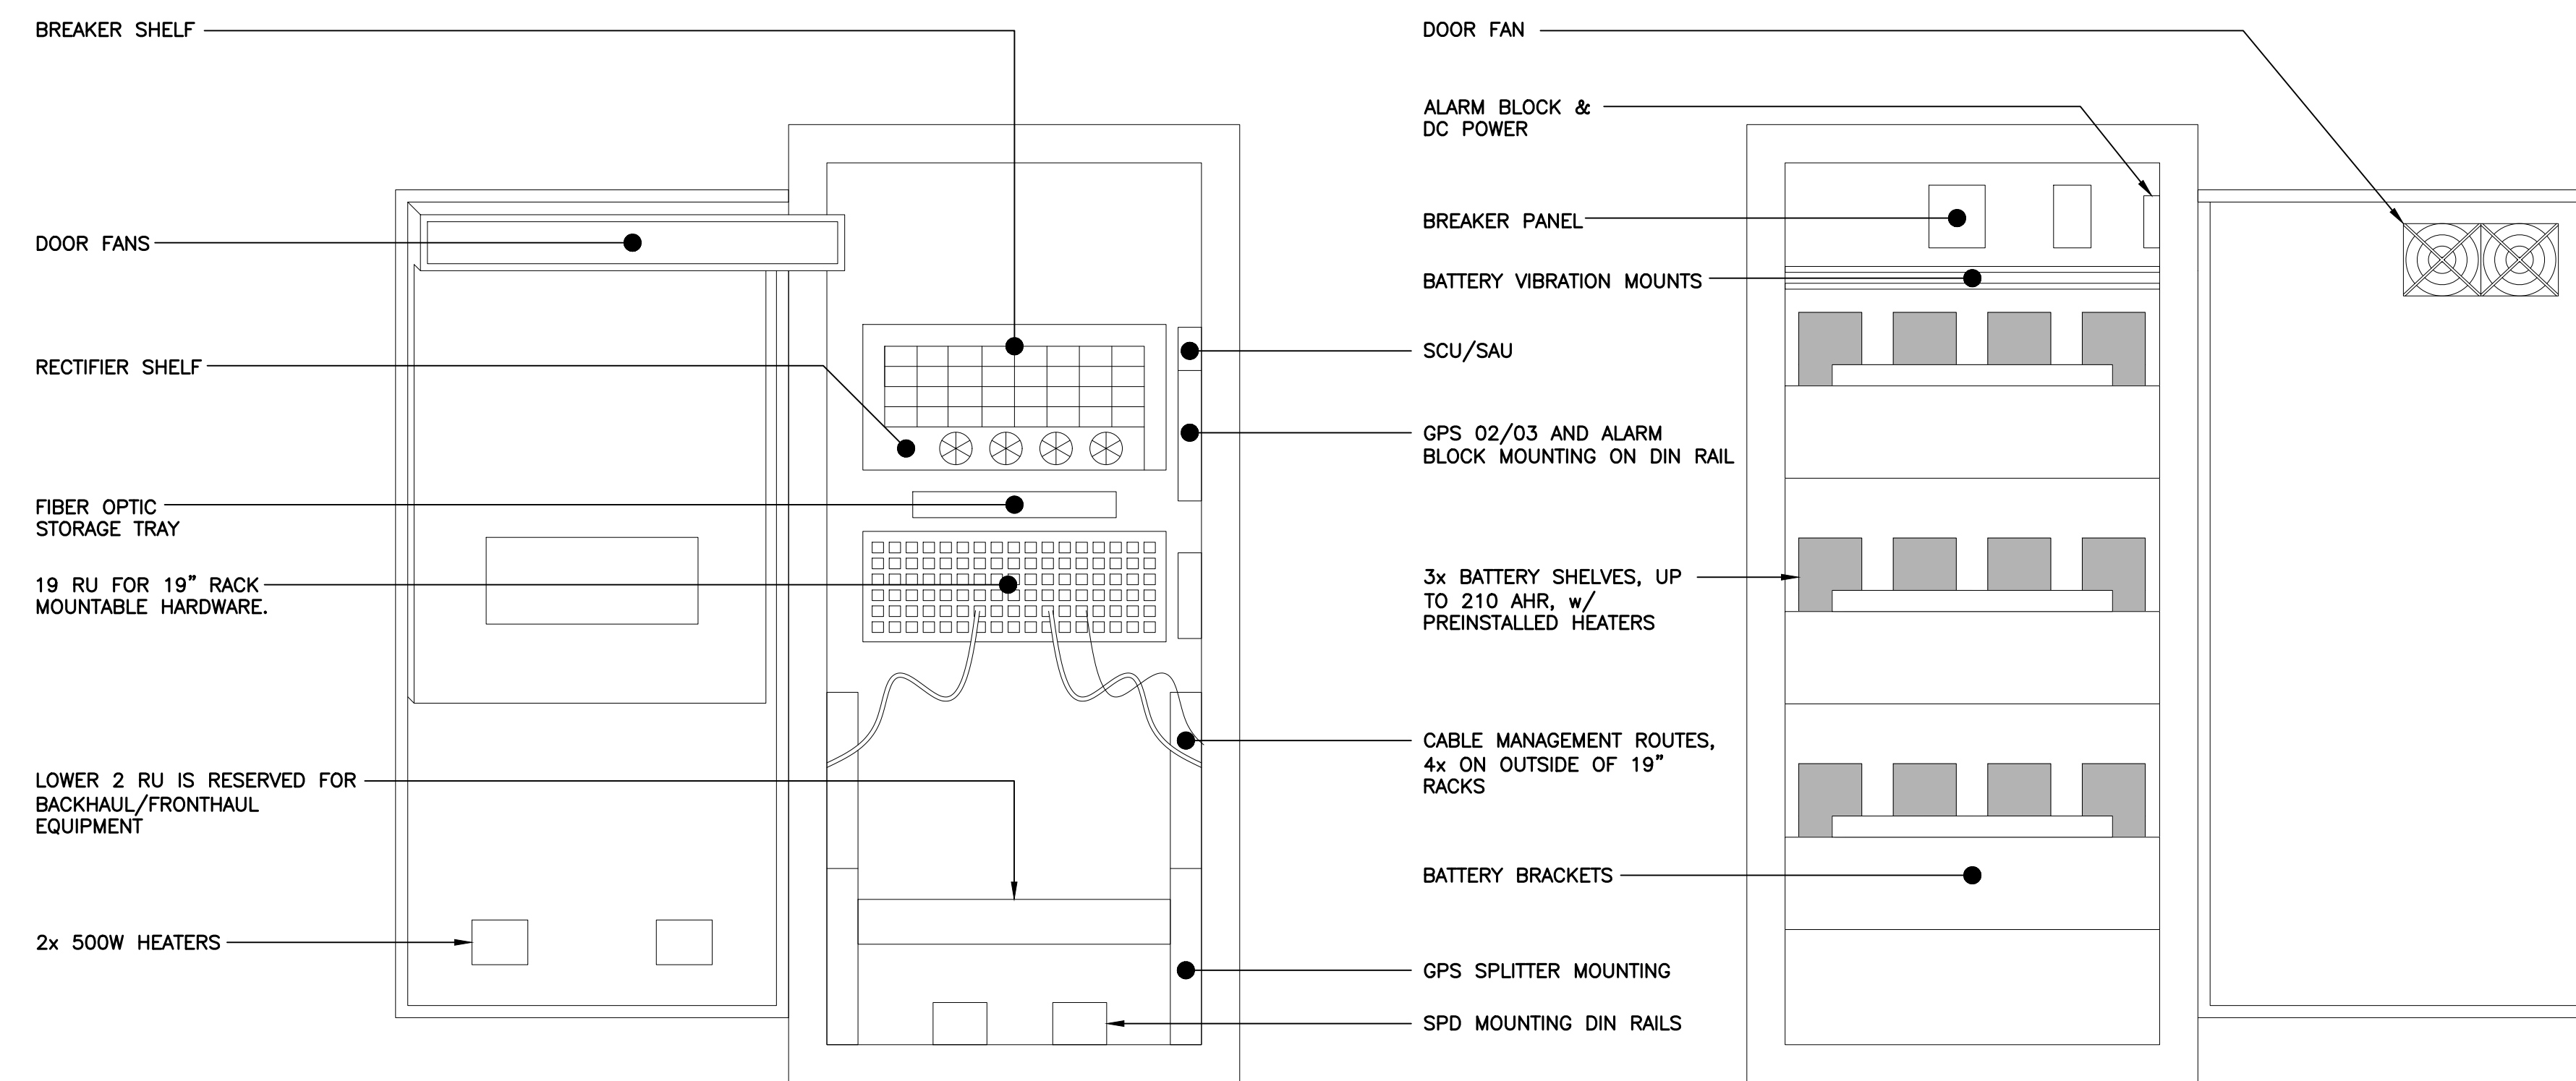 BREAKER SHELF
DOOR FANS
RECTIFIER SHELF
FIBER OPTIC
STORAGE TRAY
19 RU FOR 19" RACK
MOUNTABLE HARDWARE.
LOWER 2 RU IS RESERVED FOR
BACKHAUL/FRONTHAUL
EQUIPMENT
2x 500W HEATERS
DOOR FAN
ALARM BLOCK &
DC POWER
BREAKER PANEL
BATTERY VIBRATION MOUNTS
SCU/SAU
GPS 02/03 AND ALARM
BLOCK MOUNTING ON DIN RAIL
3x BATTERY SHELVES, UP
TO 210 AHR, w/
PREINSTALLED HEATERS
CABLE MANAGEMENT ROUTES,
4x ON OUTSIDE OF 19"
RACKS
BATTERY BRACKETS
GPS SPLITTER MOUNTING
SPD MOUNTING DIN RAILS